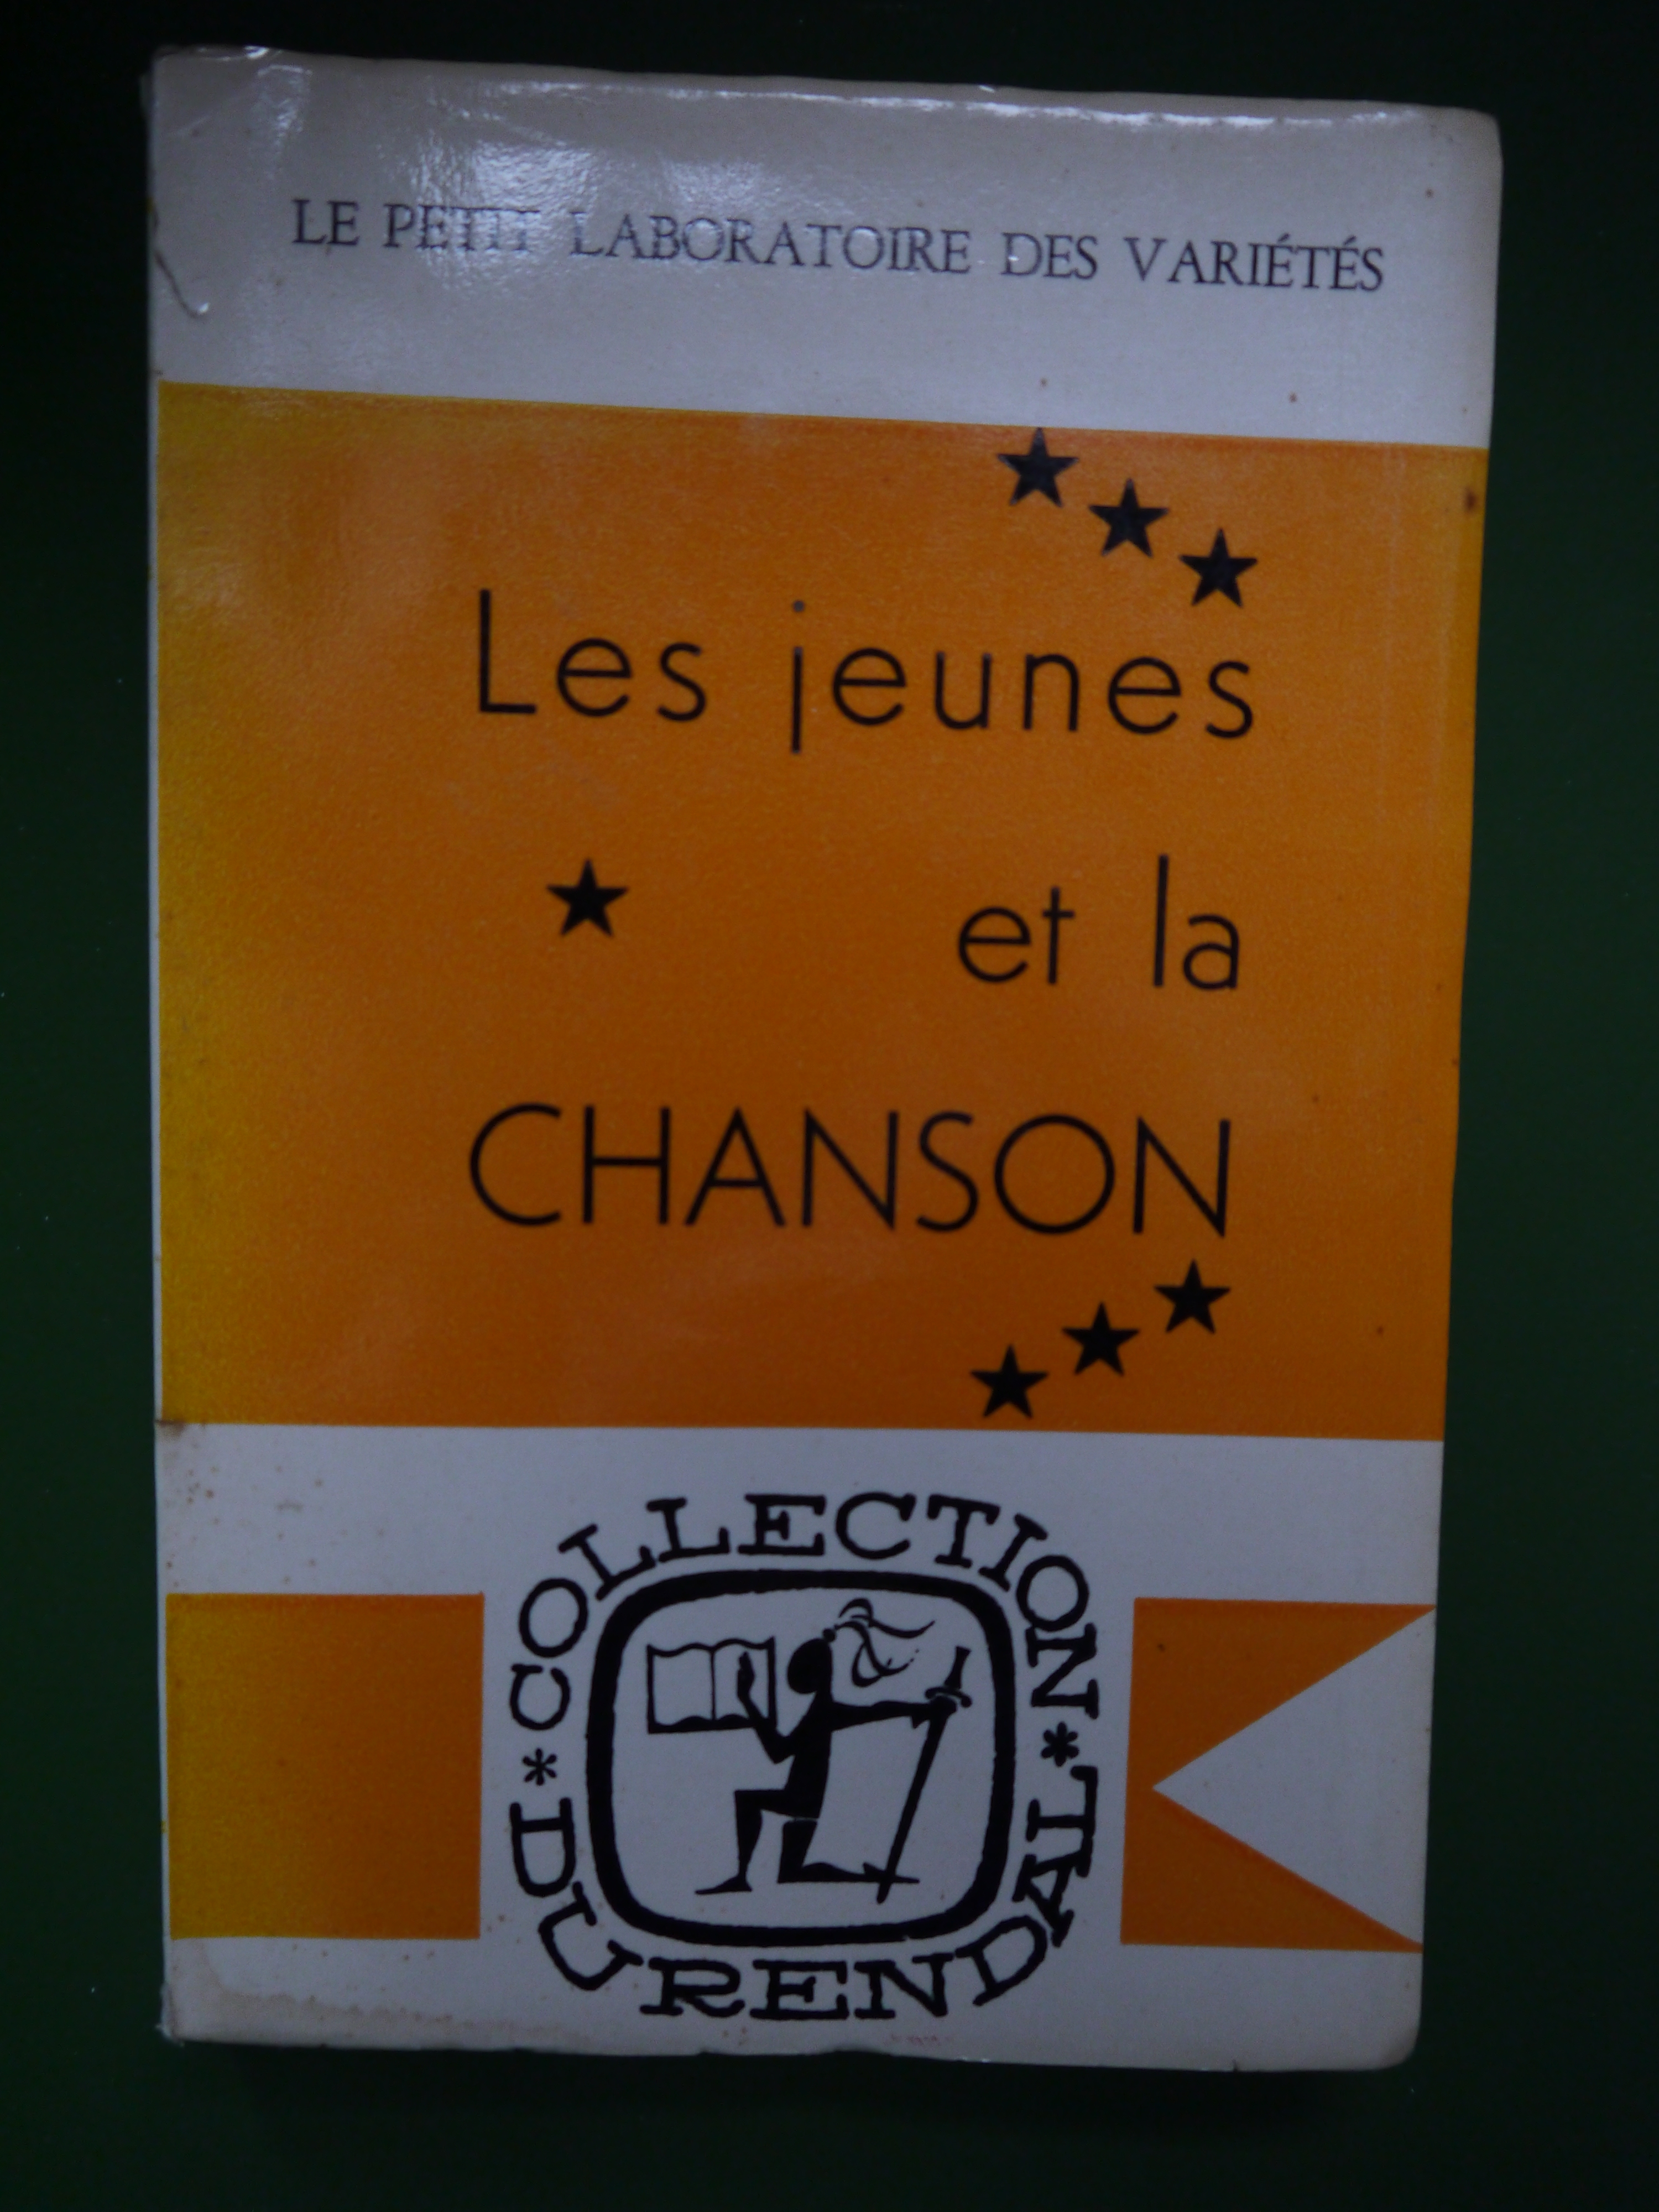 LE PETIT LABORATOIRE DES VARIÉTÉS
Les jeunes
et la
CHANSON
COLLECTION
DURENDAL